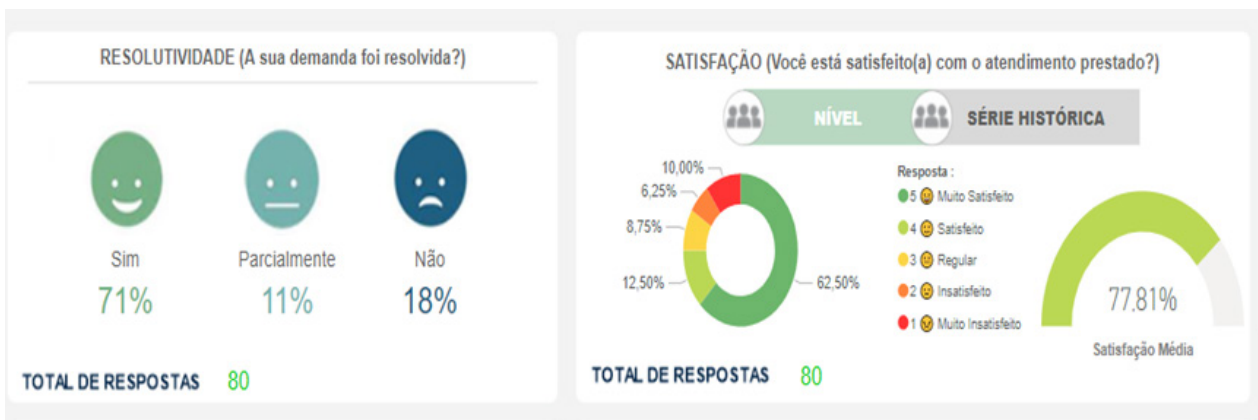 RESOLUTIVIDADE (A sua demanda foi resolvida?)
Sim
Parcialmente
Não
71%
11%
18%
TOTAL DE RESPOSTAS 80
SATISFAÇÃO (Você está satisfeito(a) com o atendimento prestado?)
NÍVEL
SÉRIE HISTÓRICA
10,00%
6,25%
8,75%
12,50%
62,50%
Resposta :
5 Muito Satisfeito
4 Satisfeito
3 Regular
2 Insatisfeito
1 Muito Insatisfeito
77,81%
Satisfação Média
TOTAL DE RESPOSTAS 80